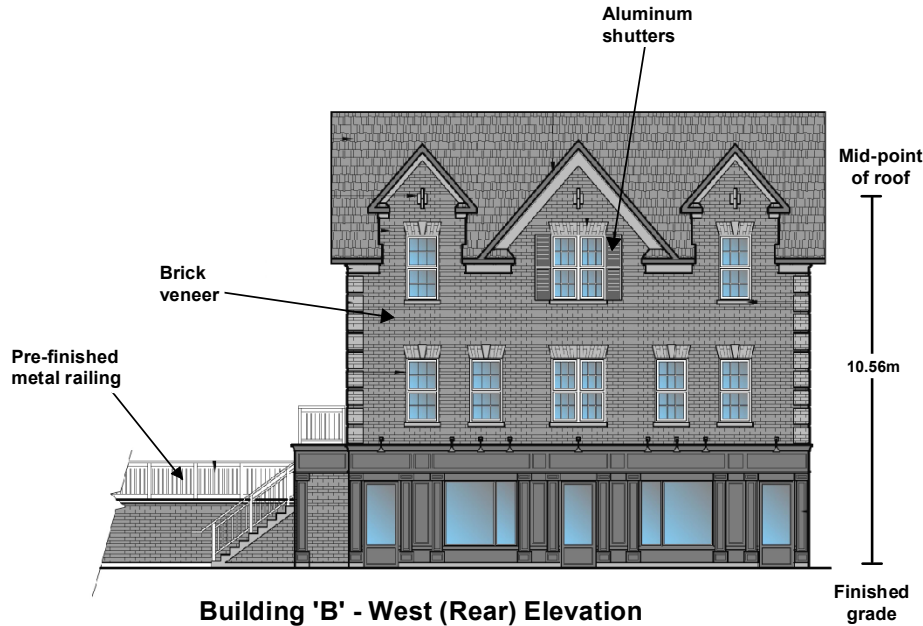 Aluminum
shutters
Mid-point
of roof
Brick
veneer
Pre-finished
metal railing
10.56m
Finished
grade
Building 'B' - West (Rear) Elevation